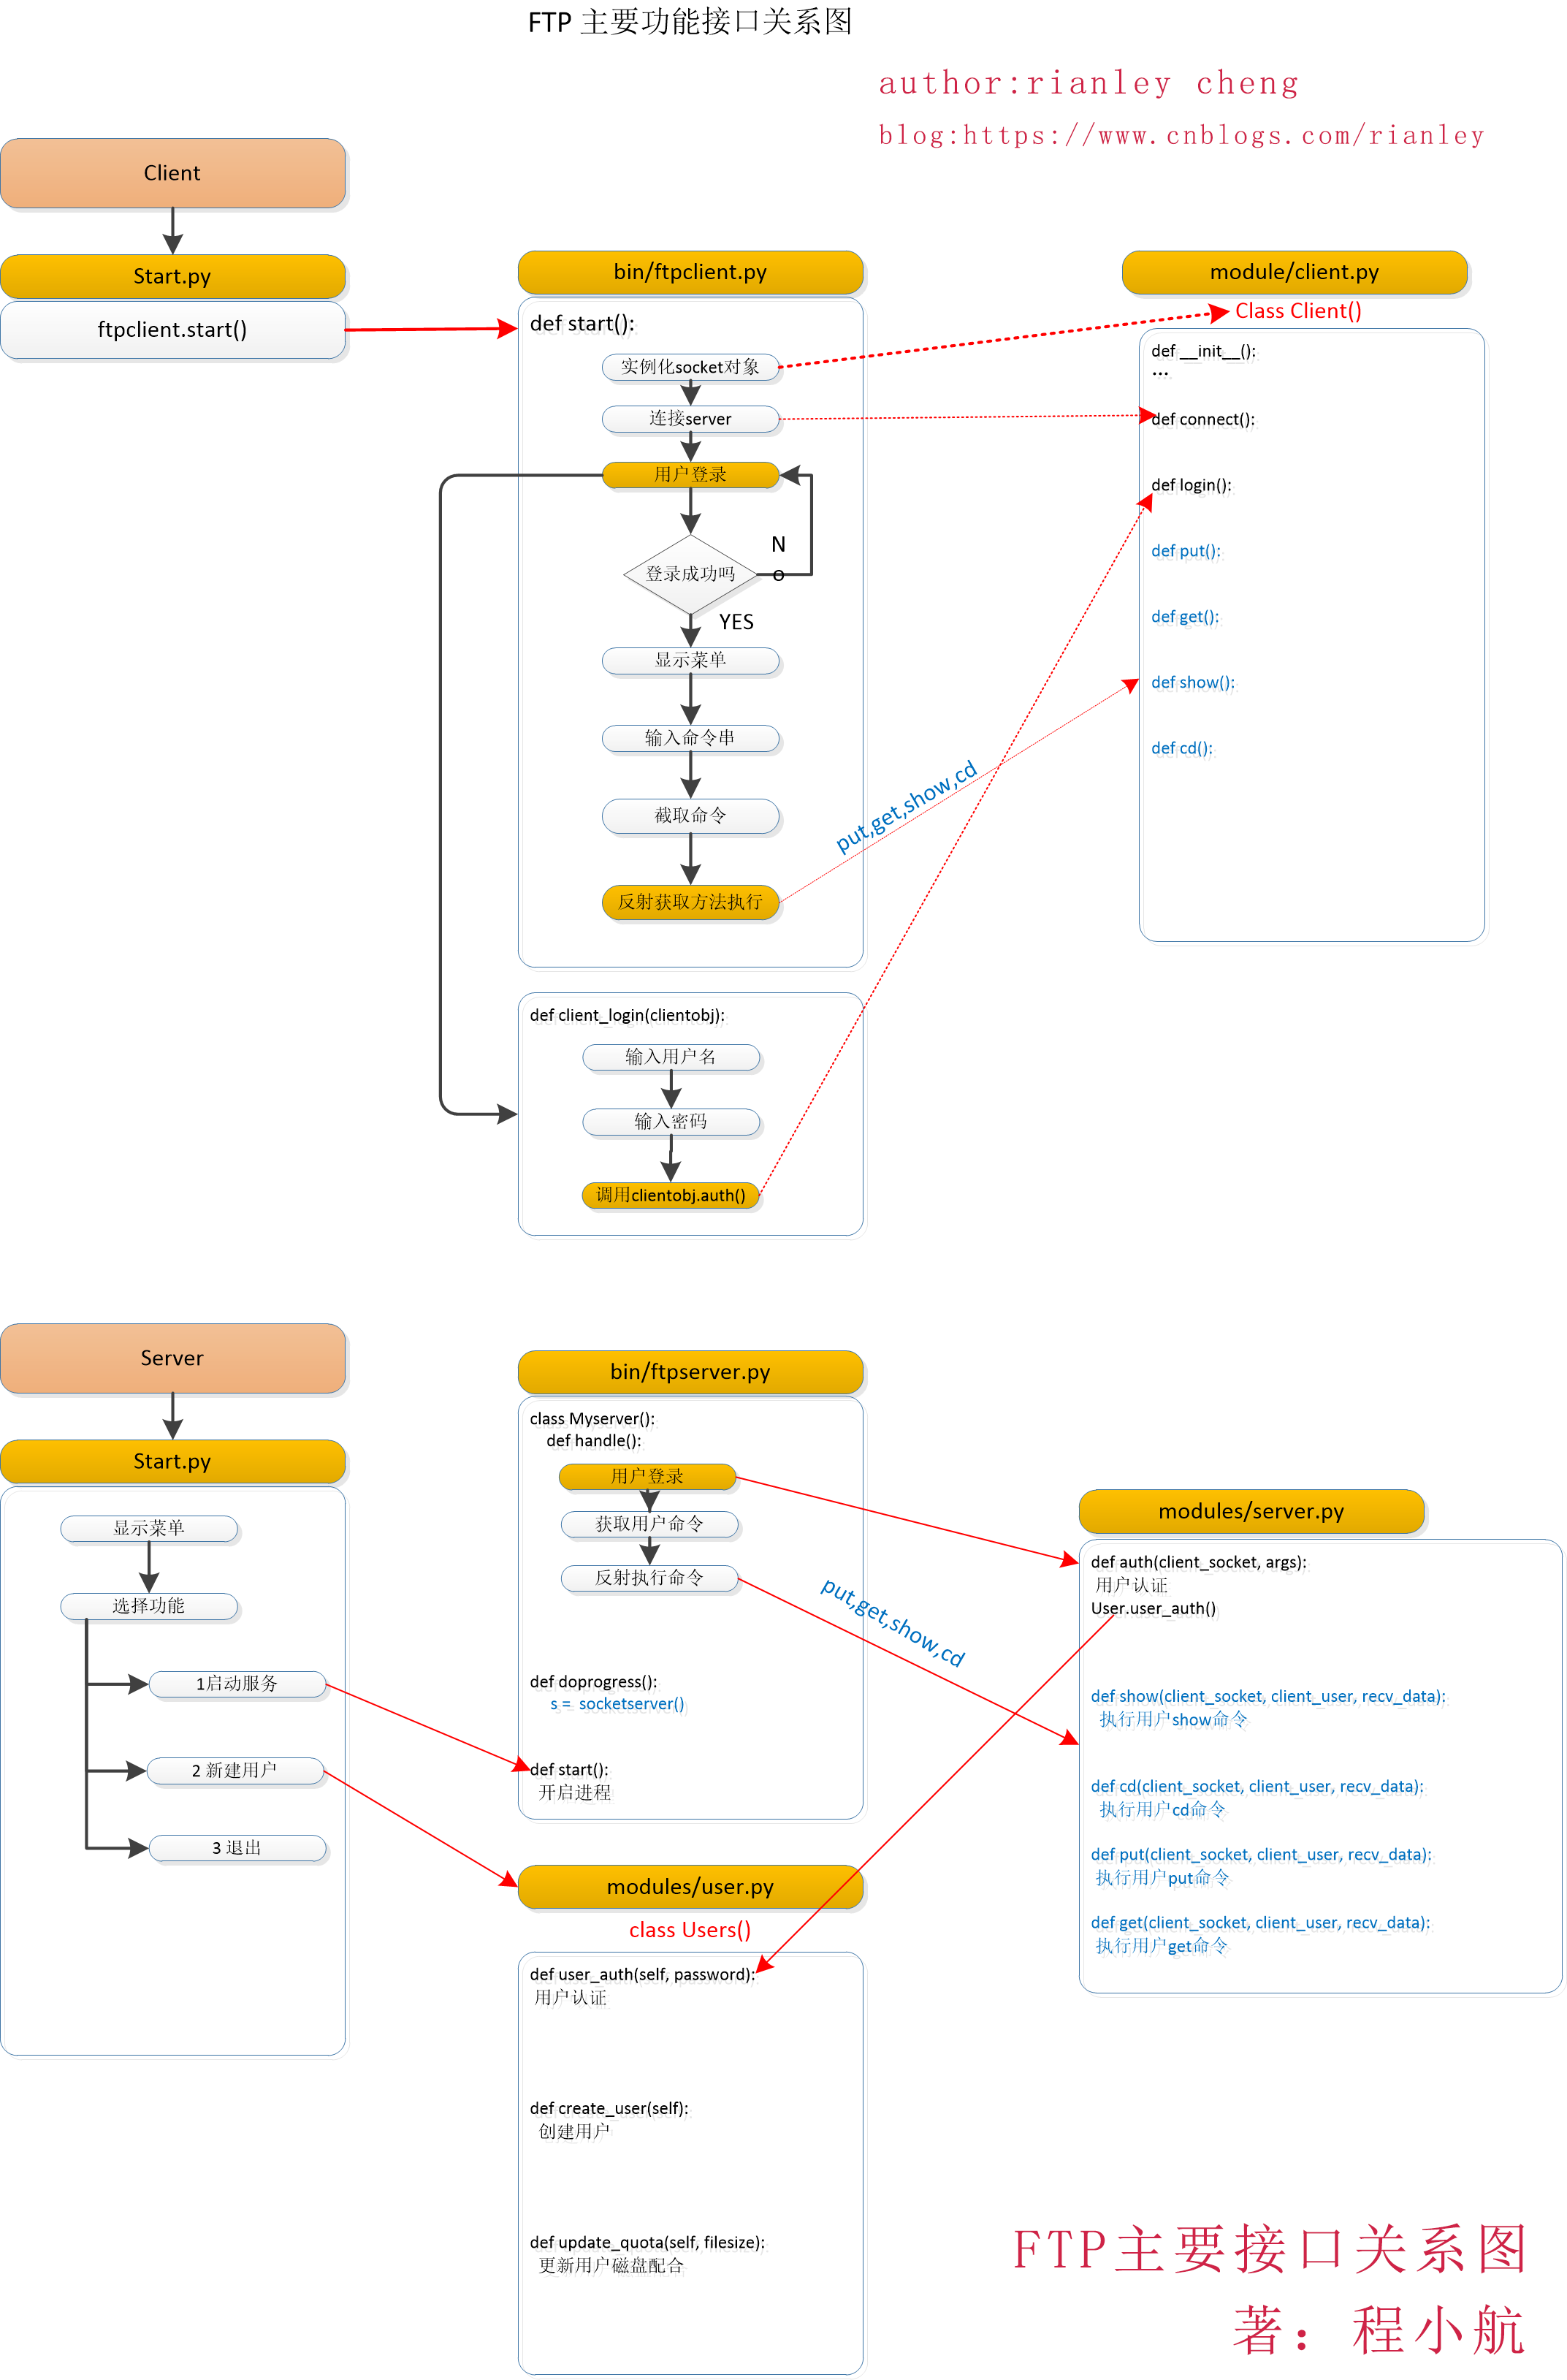 FTP 主要功能接口关系图
author:rianley cheng
blog:https://www.cnblogs.com/rianley
Client
Start.py
ftpclient.start()
bin/ftpclient.py
def start():
实例化socket对象
连接server
用户登录
登录成功吗
N
o
YES
显示菜单
输入命令串
截取命令
反射获取方法执行
put,get,show,cd
module/client.py
Class Client()
def __init__():
...
def connect():
def login():
def put():
def get():
def show():
def cd():
def client_login(clientobj):
输入用户名
输入密码
调用clientobj.auth()
Server
Start.py
显示菜单
选择功能
1启动服务
2 新建用户
3 退出
bin/ftpserver.py
class Myserver():
def handle():
用户登录
获取用户命令
反射执行命令
put,get,show,cd
def doprogress():
s = socketserver()
def start():
开启进程
modules/server.py
def auth(client_socket, args):
用户认证
User.user_auth()
def show(client_socket, client_user, recv_data):
执行用户show命令
def cd(client_socket, client_user, recv_data):
执行用户cd命令
def put(client_socket, client_user, recv_data):
执行用户put命令
def get(client_socket, client_user, recv_data):
执行用户get命令
modules/user.py
class Users()
def user_auth(self, password):
用户认证
def create_user(self):
创建用户
def update_quota(self, filesize):
更新用户磁盘配合
FTP主要接口关系图
著：程小航